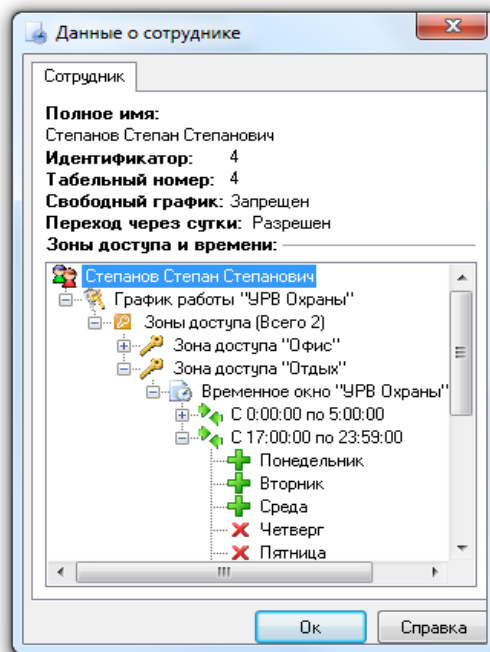 Данные о сотруднике
Сотрудник
Полное имя:
Степанов Степан Степанович
Идентификатор: 4
Табельный номер: 4
Свободный график: Запрещен
Переход через сутки: Разрешен
Зоны доступа и времени:
Степанов Степан Степанович
График работы "УРВ Охраны"
Зоны доступа (Всего 2)
Зона доступа "Офис"
Зона доступа "Отдых"
Временное окно "УРВ Охраны"
С 0:00:00 по 5:00:00
С 17:00:00 по 23:59:00
Понедельник
Вторник
Среда
Четверг
Пятница
Ок Справка